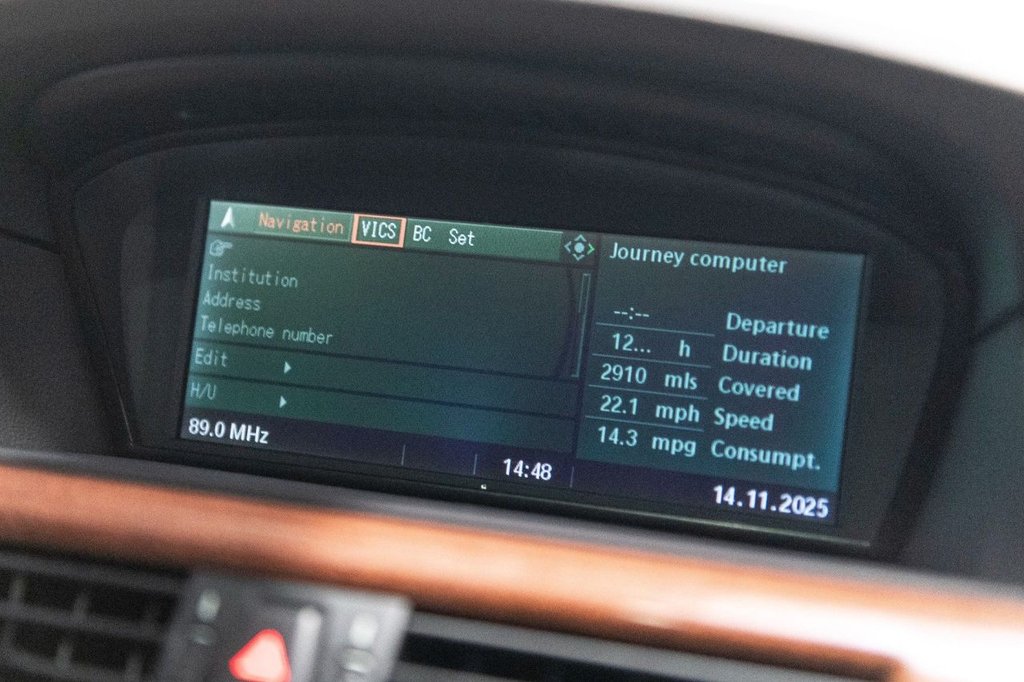 Navigation VICS BC Set
Institution
Address
Telephone number
Edit
H/U
89.0 MHz
14:48
Journey computer
--:-- Departure
12... h Duration
2910 mls Covered
22.1 mph Speed
14.3 mpg Consumpt.
14.11.2025